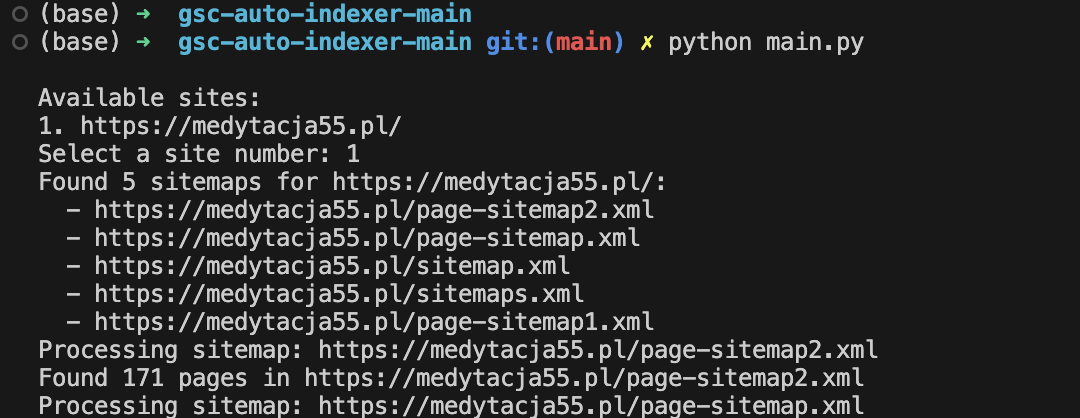 (base) → gsc-auto-indexer-main
(base) → gsc-auto-indexer-main git:(main) ✗ python main.py
Available sites:
1. https://medytacja55.pl/
Select a site number: 1
Found 5 sitemaps for https://medytacja55.pl/:
- https://medytacja55.pl/page-sitemap2.xml
- https://medytacja55.pl/page-sitemap.xml
- https://medytacja55.pl/sitemap.xml
- https://medytacja55.pl/sitemaps.xml
- https://medytacja55.pl/page-sitemap1.xml
Processing sitemap: https://medytacja55.pl/page-sitemap2.xml
Found 171 pages in https://medytacja55.pl/page-sitemap2.xml
Processing sitemap: https://medytacja55.pl/page-sitemap.xml